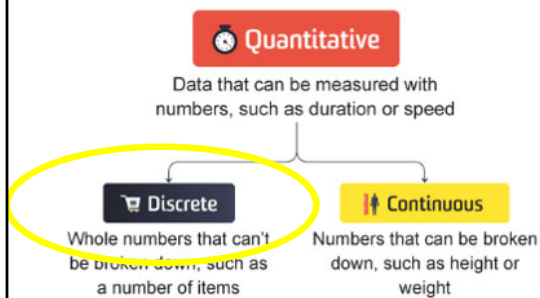 Quantitative
Data that can be measured with
numbers, such as duration or speed
Discrete
Continuous
Whole numbers that can't
be broken down, such as
a number of items
Numbers that can be broken
down, such as height or
weight